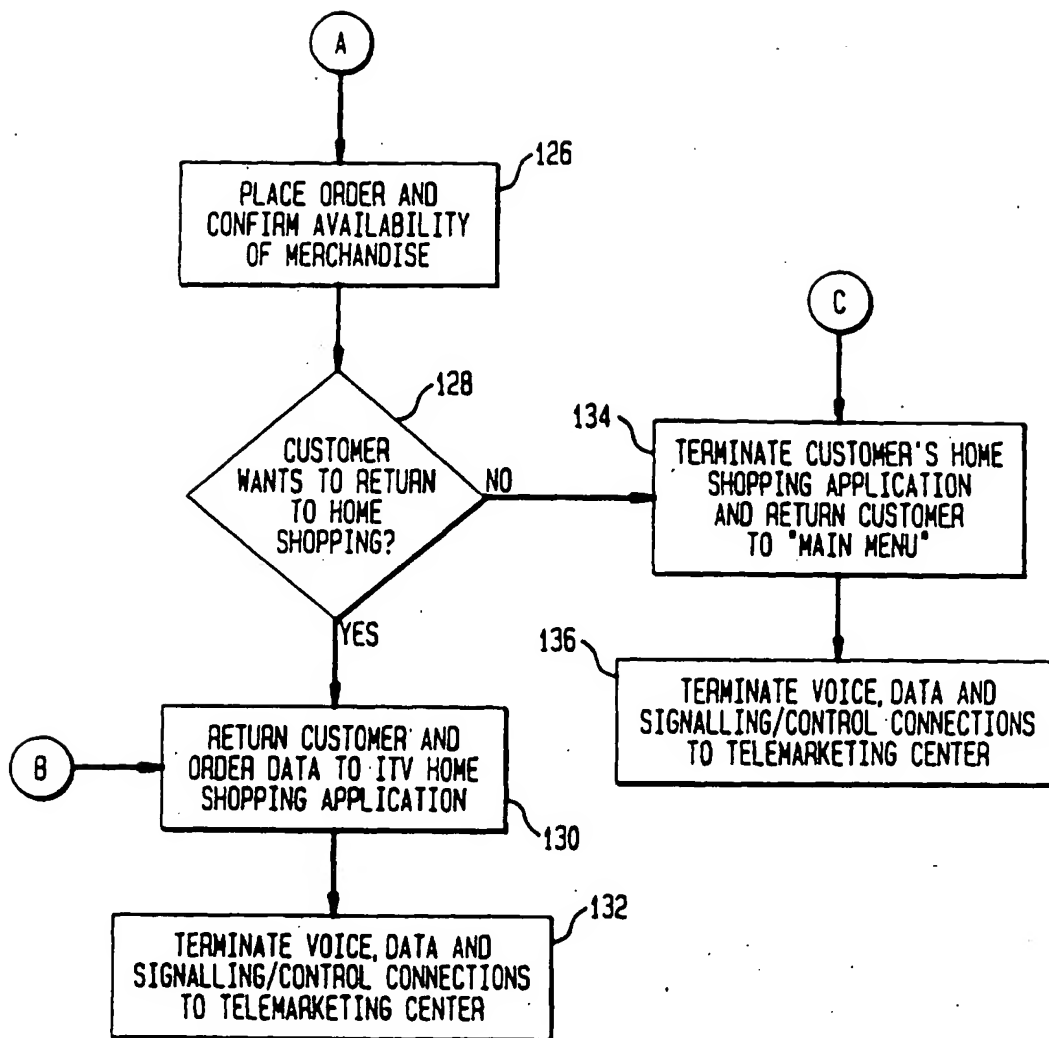 A
126
PLACE ORDER AND
CONFIRM AVAILABILITY
OF MERCHANDISE
128
CUSTOMER
WANTS TO RETURN
TO HOME
SHOPPING?
NO
YES
C
134
TERMINATE CUSTOMER'S HOME
SHOPPING APPLICATION
AND RETURN CUSTOMER
TO "MAIN MENU"
136
TERMINATE VOICE, DATA AND
SIGNALLING/CONTROL CONNECTIONS
TO TELEMARKETING CENTER
B
RETURN CUSTOMER AND
ORDER DATA TO ITV HOME
SHOPPING APPLICATION
130
132
TERMINATE VOICE, DATA AND
SIGNALLING/CONTROL CONNECTIONS
TO TELEMARKETING CENTER